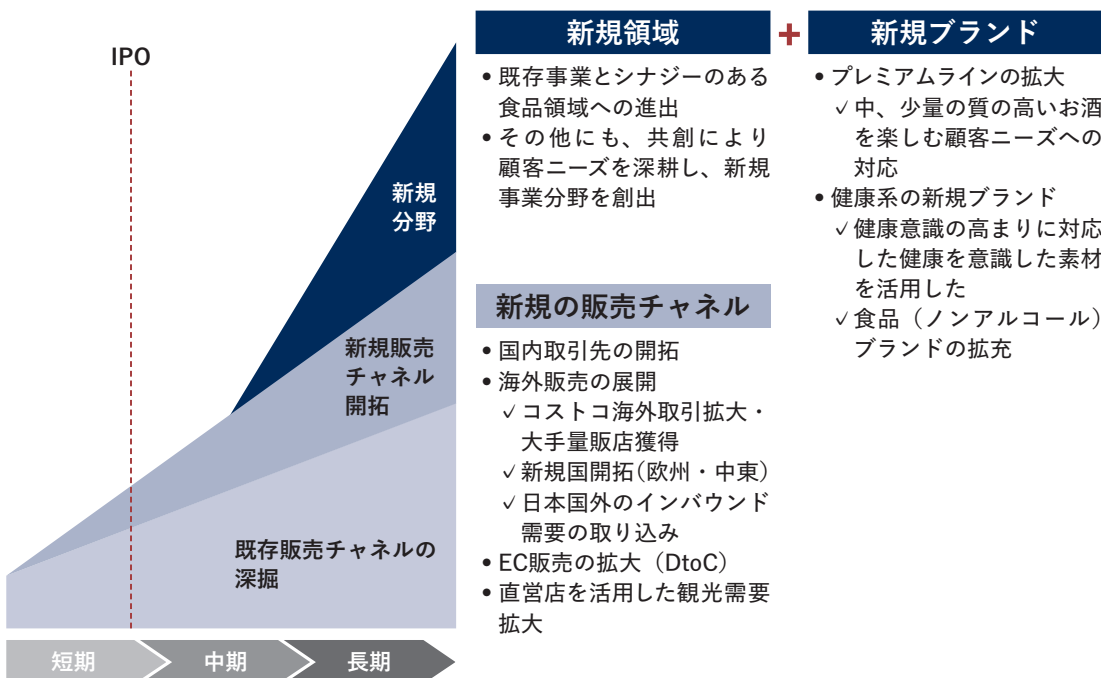 IPO
新規
分野
新規販売
チャネル
開拓
既存販売チャネルの
深掘
短期
中期
長期
新規領域
• 既存事業とシナジーのある
食品領域への進出
• その他にも、共創により
顧客ニーズを深耕し、新規
事業分野を創出
+
新規ブランド
• プレミアムラインの拡大
✓中、少量の質の高いお酒
を楽しむ顧客ニーズへの
対応
• 健康系の新規ブランド
✓健康意識の高まりに対応
した健康を意識した素材
を活用した
✓食品（ノンアルコール）
ブランドの拡充
新規の販売チャネル
• 国内取引先の開拓
• 海外販売の展開
✓コストコ海外取引拡大・
大手量販店獲得
✓新規国開拓(欧州・中東)
✓日本国外のインバウンド
需要の取り込み
• EC販売の拡大（DtoC）
• 直営店を活用した観光需要
拡大